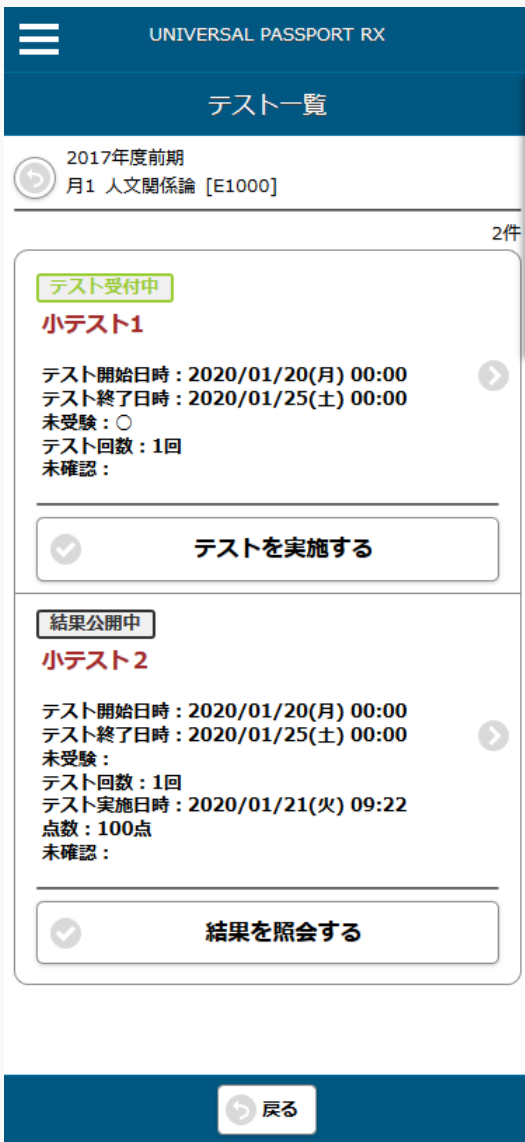 UNIVERSAL PASSPORT RX
テスト一覧
2017年度前期
月1 人文関係論 [E1000]
2件
テスト受付中
小テスト1
テスト開始日時：2020/01/20(月) 00:00
テスト終了日時：2020/01/25(土) 00:00
未受験：○
テスト回数：1回
未確認：
テストを実施する
結果公開中
小テスト２
テスト開始日時：2020/01/20(月) 00:00
テスト終了日時：2020/01/25(土) 00:00
未受験：
テスト回数：1回
テスト実施日時：2020/01/21(火) 09:22
点数：100点
未確認：
結果を照会する
戻る